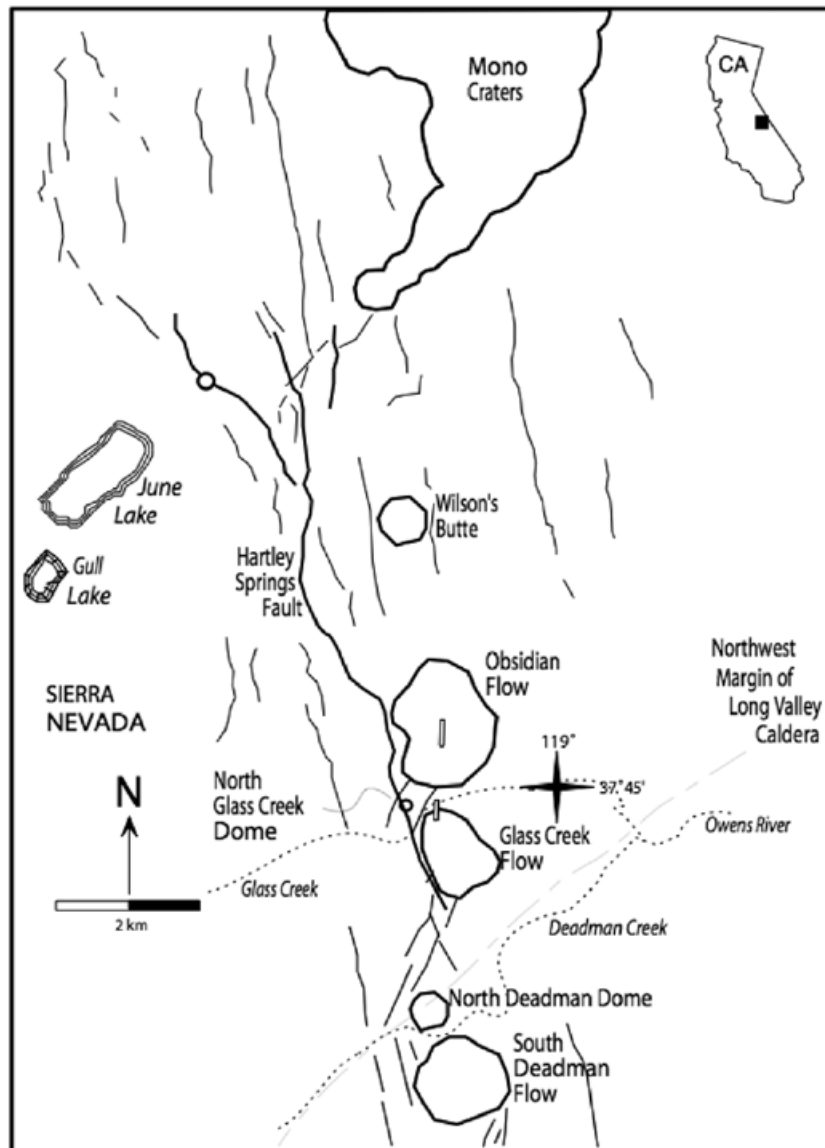 Mono
Craters
CA
June
Lake
Gull
Lake
Wilson's
Butte
Hartley
Springs
Fault
Obsidian
Flow
Northwest
Margin of
Long Valley
Caldera
SIERRA
NEVADA
119°
37°45'
N
North
Glass Creek
Dome
Owens River
Glass Creek
Flow
Glass Creek
2 km
Deadman Creek
North Deadman Dome
South
Deadman
Flow